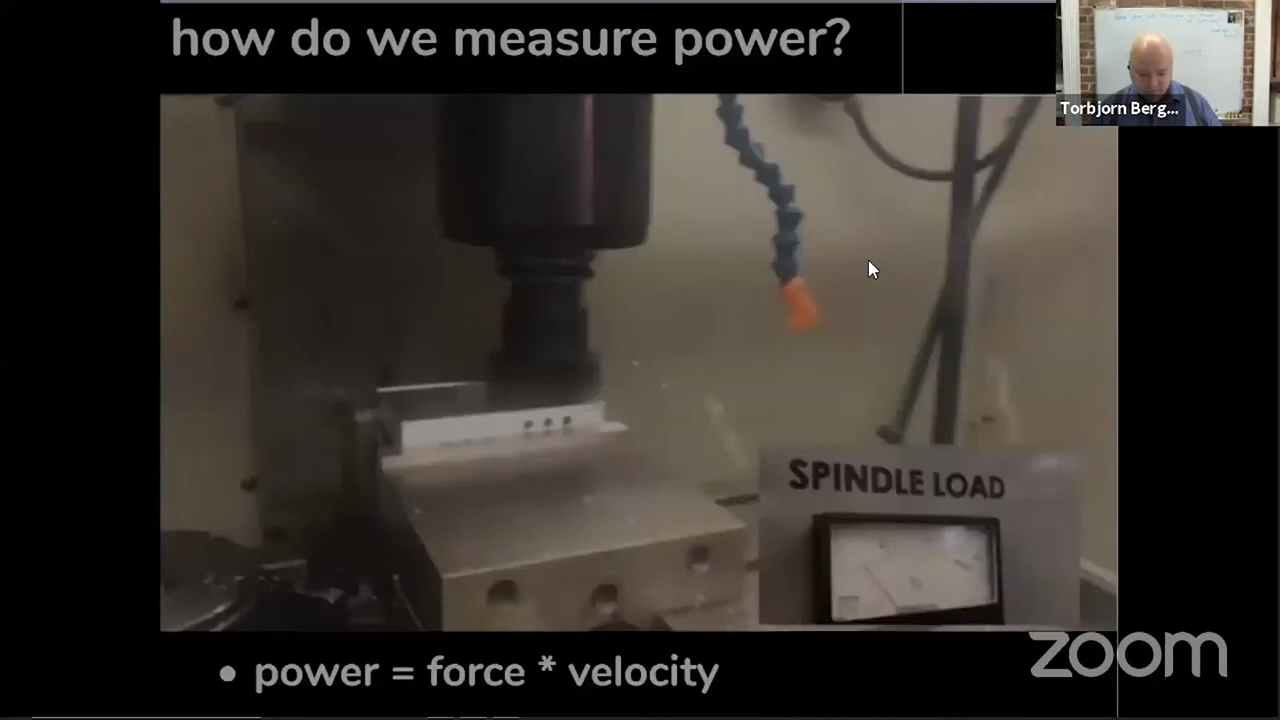 how do we measure power?
Torbjorn Berg...
SPINDLE LOAD
• power = force * velocity
zoom